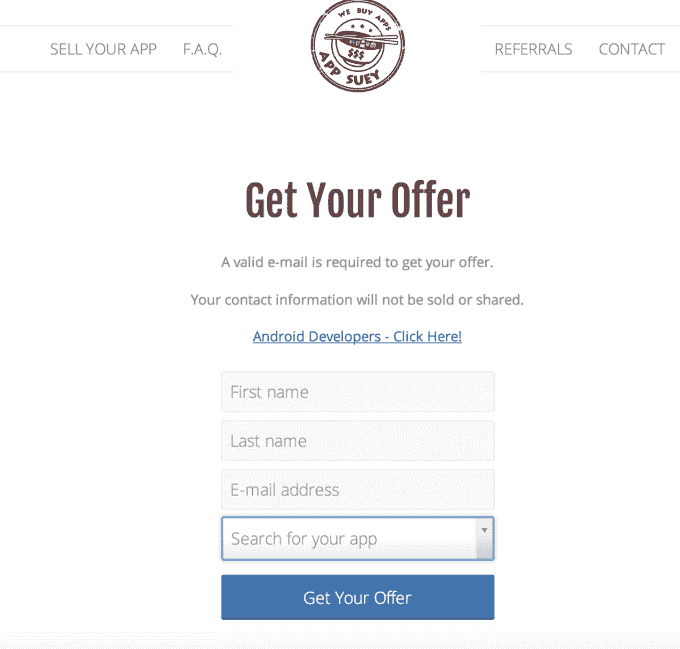 SELL YOUR APP F.A.Q. REFERRALS CONTACT
WE BUY APPS
$$$
APP SUEY
Get Your Offer
A valid e-mail is required to get your offer.
Your contact information will not be sold or shared.
Android Developers - Click Here!
First name
Last name
E-mail address
Search for your app
Get Your Offer